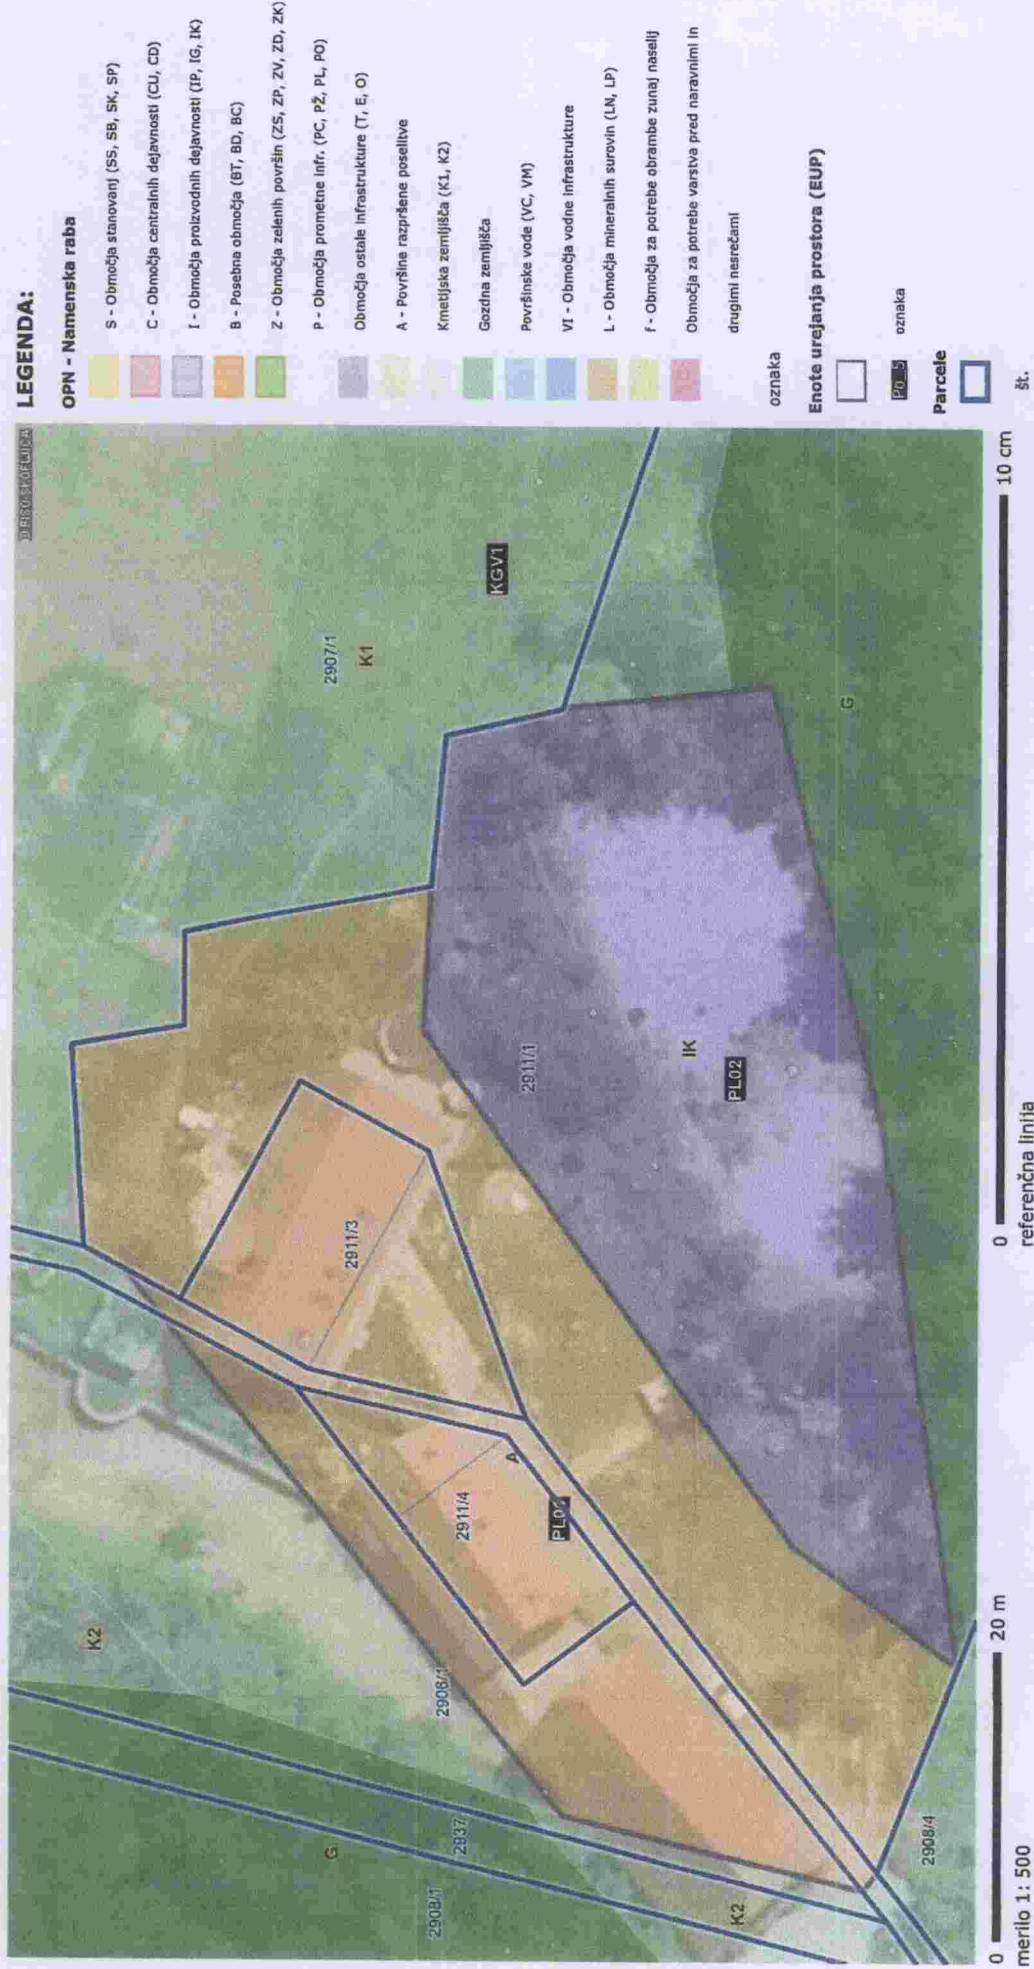 LEGENDA:
OPN - Namenska raba
S - Območja stanovanj (SS, SB, SK, SP)
C - Območja centralnih dejavnosti (CU, CD)
I - Območja proizvodnih dejavnosti (IP, IG, IK)
B - Posebna območja (BT, BD, BC)
Z - Območja zelenih površin (ZS, ZP, ZV, ZD, ZK)
P - Območja prometne infr. (PC, PŽ, PL, PO)
Območja ostale infrastrukture (T, E, O)
A - Površine razpršene poselitve
Kmetijska zemljišča (K1, K2)
Gozdna zemljišča
Površinske vode (VC, VM)
VI - Območja vodne infrastrukture
L - Območja mineralnih surovin (LN, LP)
f - Območja za potrebe obrambe zunaj naselij
Območja za potrebe varstva pred naravnimi in
drugimi nesrečami
oznaka
Enote urejanja prostora (EUP)
Po_5 oznaka
Parcele
št.
2907/1
K1
KGV1
G
2911/1
IK
PL02
2911/3
2911/4
A
K2
2906/1
G
2937
2908/1
K2
2908/4
0 20 m
merilo 1: 500
0 10 cm
referenčna linija